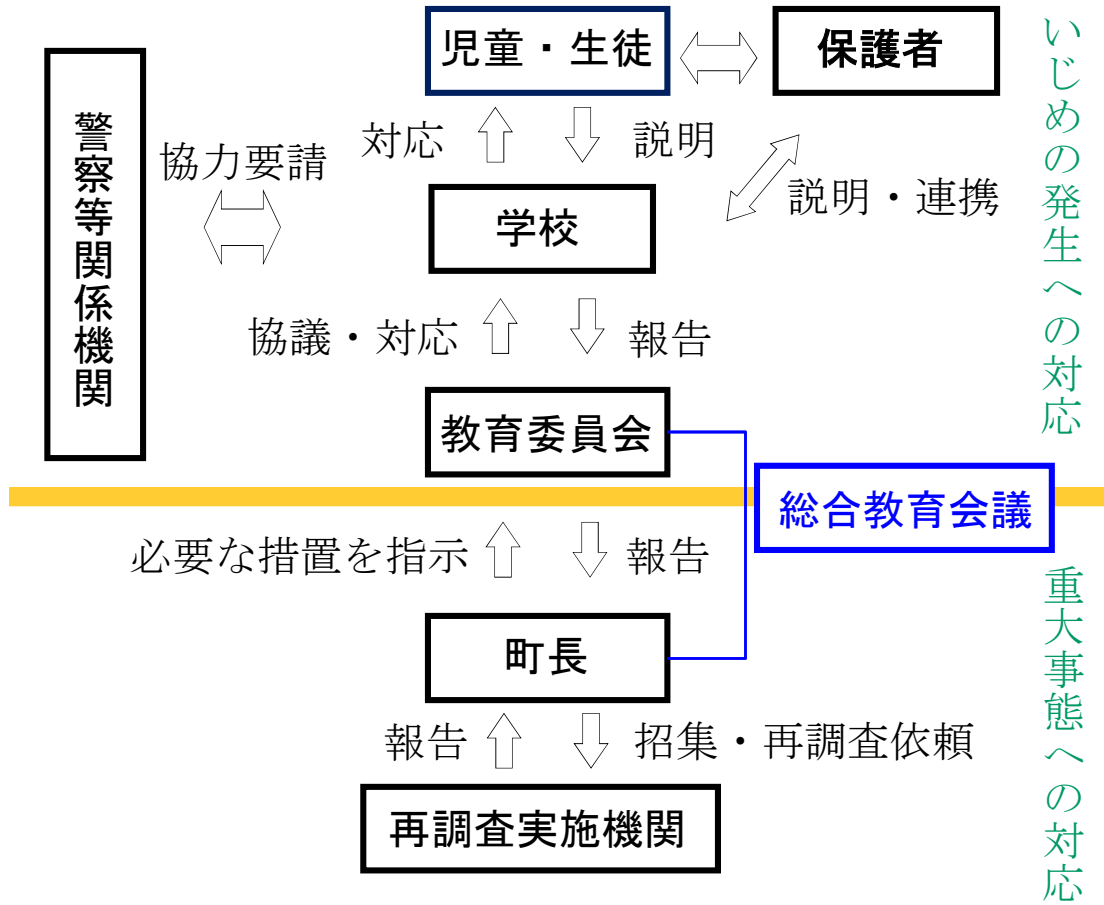 児童・生徒
保護者
いじめの発生への対応
警察等関係機関
対応
説明
協力要請
説明・連携
学校
協議・対応
報告
教育委員会
総合教育会議
必要な措置を指示
報告
重大事態への対応
町長
報告
招集・再調査依頼
再調査実施機関